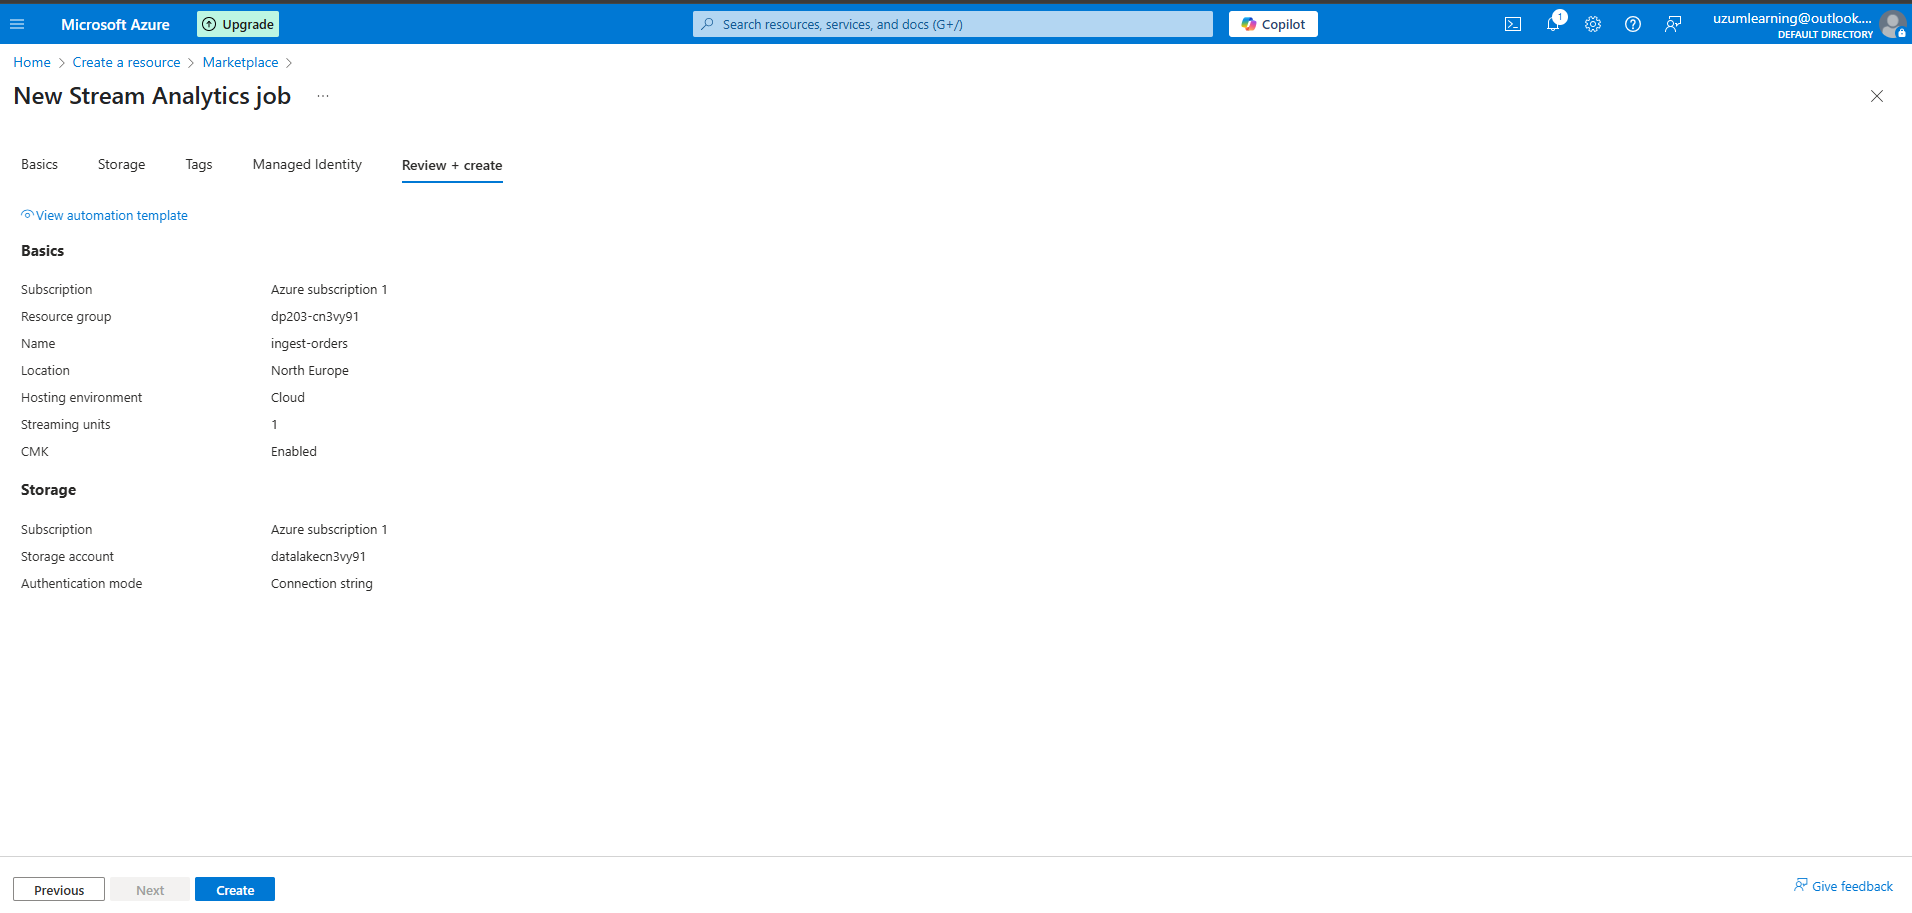 Microsoft Azure
Upgrade
Search resources, services, and docs (G+/)
Copilot
1
uzumlearning@outlook....
DEFAULT DIRECTORY
Home > Create a resource > Marketplace >
New Stream Analytics job ...
Basics Storage Tags Managed Identity Review + create
View automation template
Basics
Subscription Azure subscription 1
Resource group dp203-cn3vy91
Name ingest-orders
Location North Europe
Hosting environment Cloud
Streaming units 1
CMK Enabled
Storage
Subscription Azure subscription 1
Storage account datalakecn3vy91
Authentication mode Connection string
Previous Next Create
Give feedback